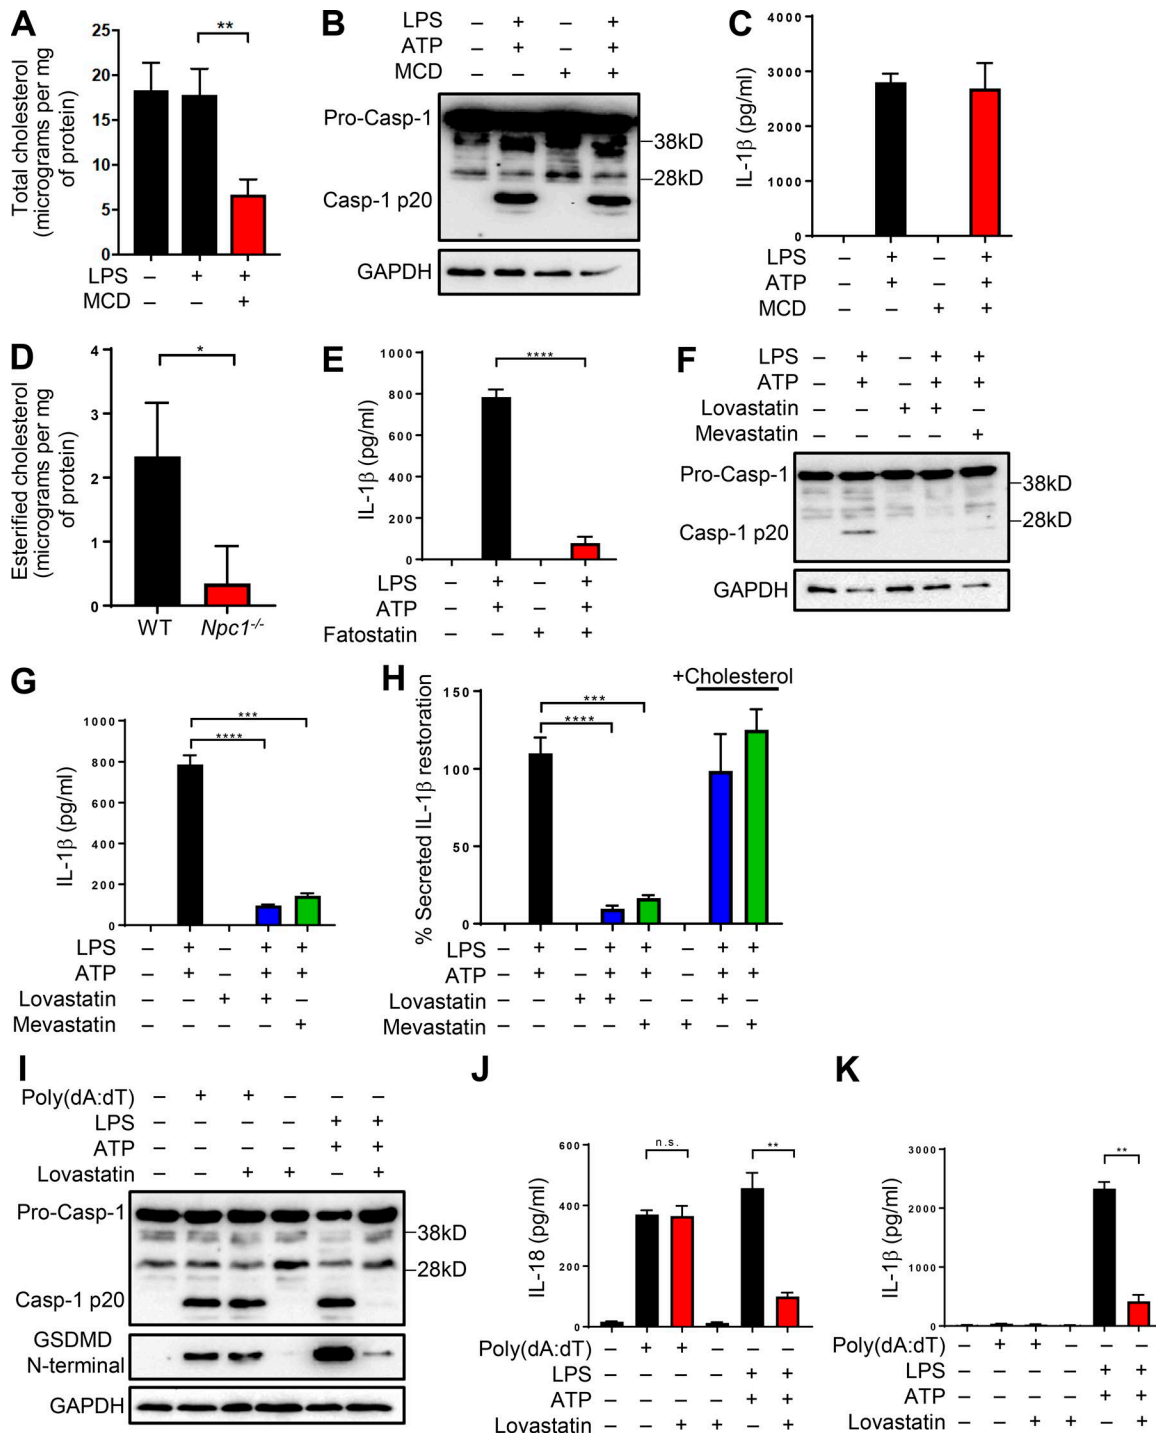 A
Total cholesterol
(micrograms per mg
of protein)
25
20
15
10
5
0
**
LPS – + +
MCD – – +
B
LPS – + – +
ATP – + – +
MCD – – + +
Pro-Casp-1
–38kD
–28kD
Casp-1 p20
GAPDH
C
IL-1β (pg/ml)
4000
3000
2000
1000
0
LPS – + – +
ATP – + – +
MCD – – + +
D
Esterified cholesterol
(micrograms per mg
of protein)
4
3
2
1
0
*
WT Npc1-/-
E
IL-1β (pg/ml)
1000
800
600
400
200
0
****
LPS – + – +
ATP – + – +
Fatostatin – – + +
F
LPS – + – + +
ATP – + – + +
Lovastatin – – + + –
Mevastatin – – – – +
Pro-Casp-1
–38kD
–28kD
Casp-1 p20
GAPDH
G
IL-1β (pg/ml)
1000
800
600
400
200
0
***
****
LPS – + – + +
ATP – + – + +
Lovastatin – – + + –
Mevastatin – – – – +
H
% Secreted IL-1β restoration
150
100
50
0
***
****
+Cholesterol
LPS – + – + + – + +
ATP – + – + + – + +
Lovastatin – – + + – – + –
Mevastatin – – – – + + – +
I
Poly(dA:dT) – + + – – –
LPS – – – – + +
ATP – – – – + +
Lovastatin – – + + – +
Pro-Casp-1
–38kD
–28kD
Casp-1 p20
GSDMD
N-terminal
GAPDH
J
IL-18 (pg/ml)
600
400
200
0
n.s.
**
Poly(dA:dT) – + + – – –
LPS – – – – + +
ATP – – – – + +
Lovastatin – – + + – +
K
IL-1β (pg/ml)
3000
2000
1000
0
**
Poly(dA:dT) – + + – – –
LPS – – – – + +
ATP – – – – + +
Lovastatin – – + + – +